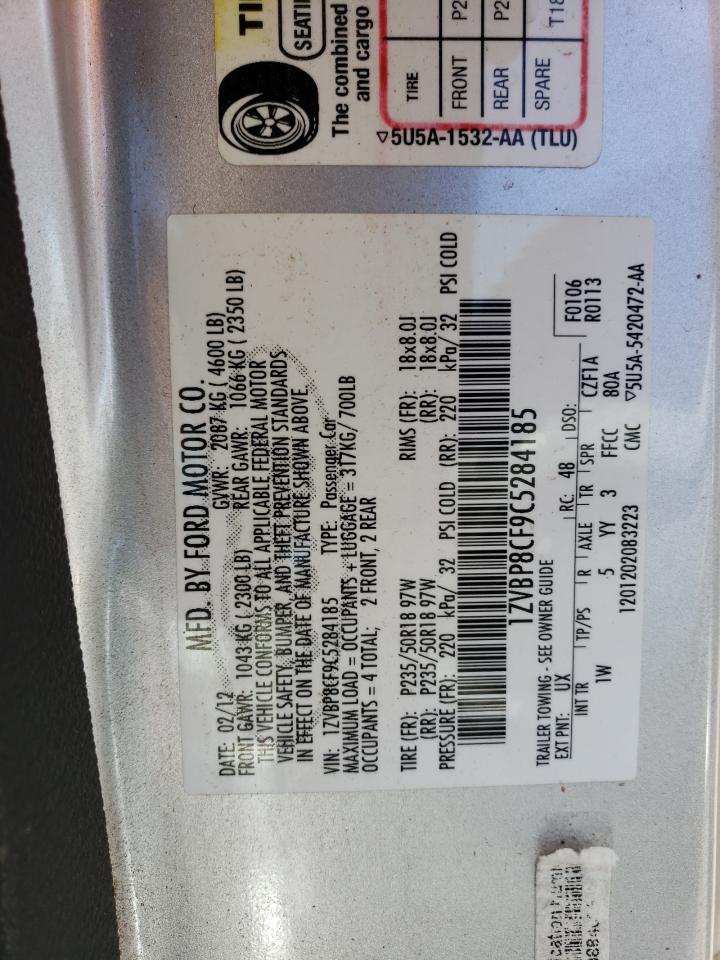 TI
SEATI
The combined
and cargo
TIRE
FRONT P2
REAR P2
SPARE T18
▽5U5A-1532-AA (TLU)
MFD. BY FORD MOTOR CO.
DATE: 02/12 GVWR: 2087 KG ( 4600 LB)
FRONT GAWR: 1043 KG ( 2300 LB) REAR GAWR: 1066 KG ( 2350 LB)
THIS VEHICLE CONFORMS TO ALL APPLICABLE FEDERAL MOTOR
VEHICLE SAFETY, BUMPER, AND THEFT PREVENTION STANDARDS
IN EFFECT ON THE DATE OF MANUFACTURE SHOWN ABOVE.
VIN: 1ZVBP8CF9C5284185 TYPE: Passenger Car
MAXIMUM LOAD = OCCUPANTS + LUGGAGE = 317KG/ 700LB
OCCUPANTS = 4 TOTAL; 2 FRONT, 2 REAR
TIRE (FR): P235/50R18 97W RIMS (FR): 18x8.0J
(RR): P235/50R18 97W (RR): 18x8.0J
PRESSURE (FR): 220 kPa/ 32 PSI COLD (RR): 220 kPa/ 32 PSI COLD
1ZVBP8CF9C5284185
TRAILER TOWING - SEE OWNER GUIDE
EXT PNT: UX RC: 48 DSO: F0106
R0113
INT TR TP/PS R AXLE TR SPR CZF1A
1W 5 YY 3 FFCC 80A
1201202083223 CMC ▽5U5A-5420472-AA